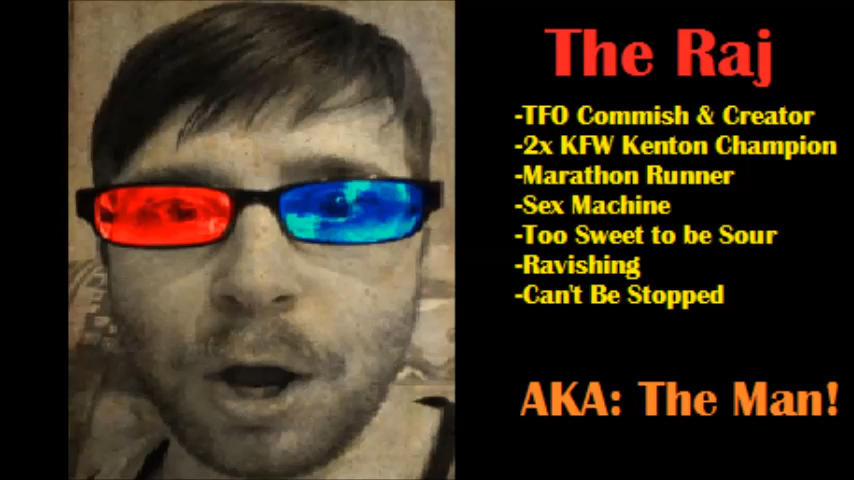 The Raj
-TFO Commish & Creator
-2x KFW Kenton Champion
-Marathon Runner
-Sex Machine
-Too Sweet to be Sour
-Ravishing
-Can't Be Stopped
AKA: The Man!